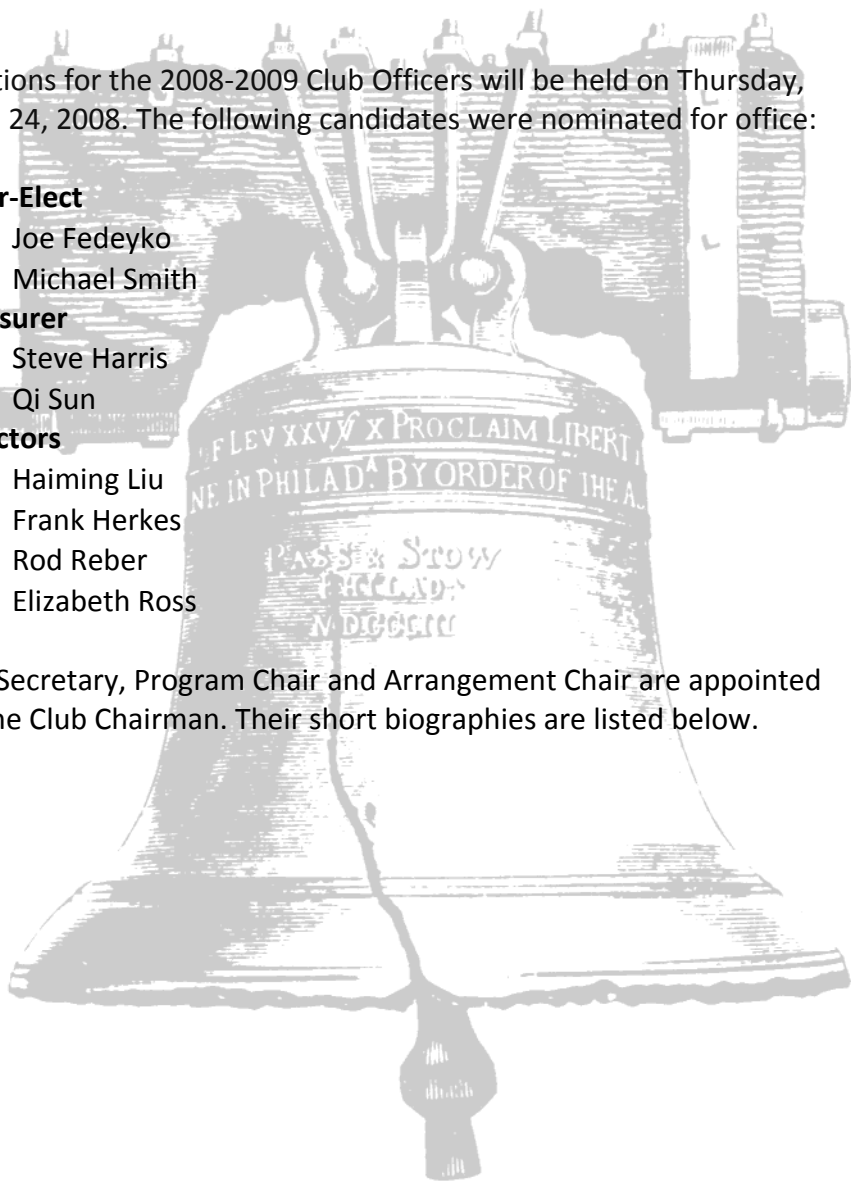 tions for the 2008-2009 Club Officers will be held on Thursday,
24, 2008. The following candidates were nominated for office:
r-Elect
Joe Fedeyko
Michael Smith
surer
Steve Harris
Qi Sun
ctors
Haiming Liu
Frank Herkes
Rod Reber
Elizabeth Ross
Secretary, Program Chair and Arrangement Chair are appointed
ne Club Chairman. Their short biographies are listed below.
F LEV XXV X PROCLAIM LIBERT
NE IN PHILADA. BY ORDER OF THE A
PASS & STOW
PHILADA
MDCCLIII